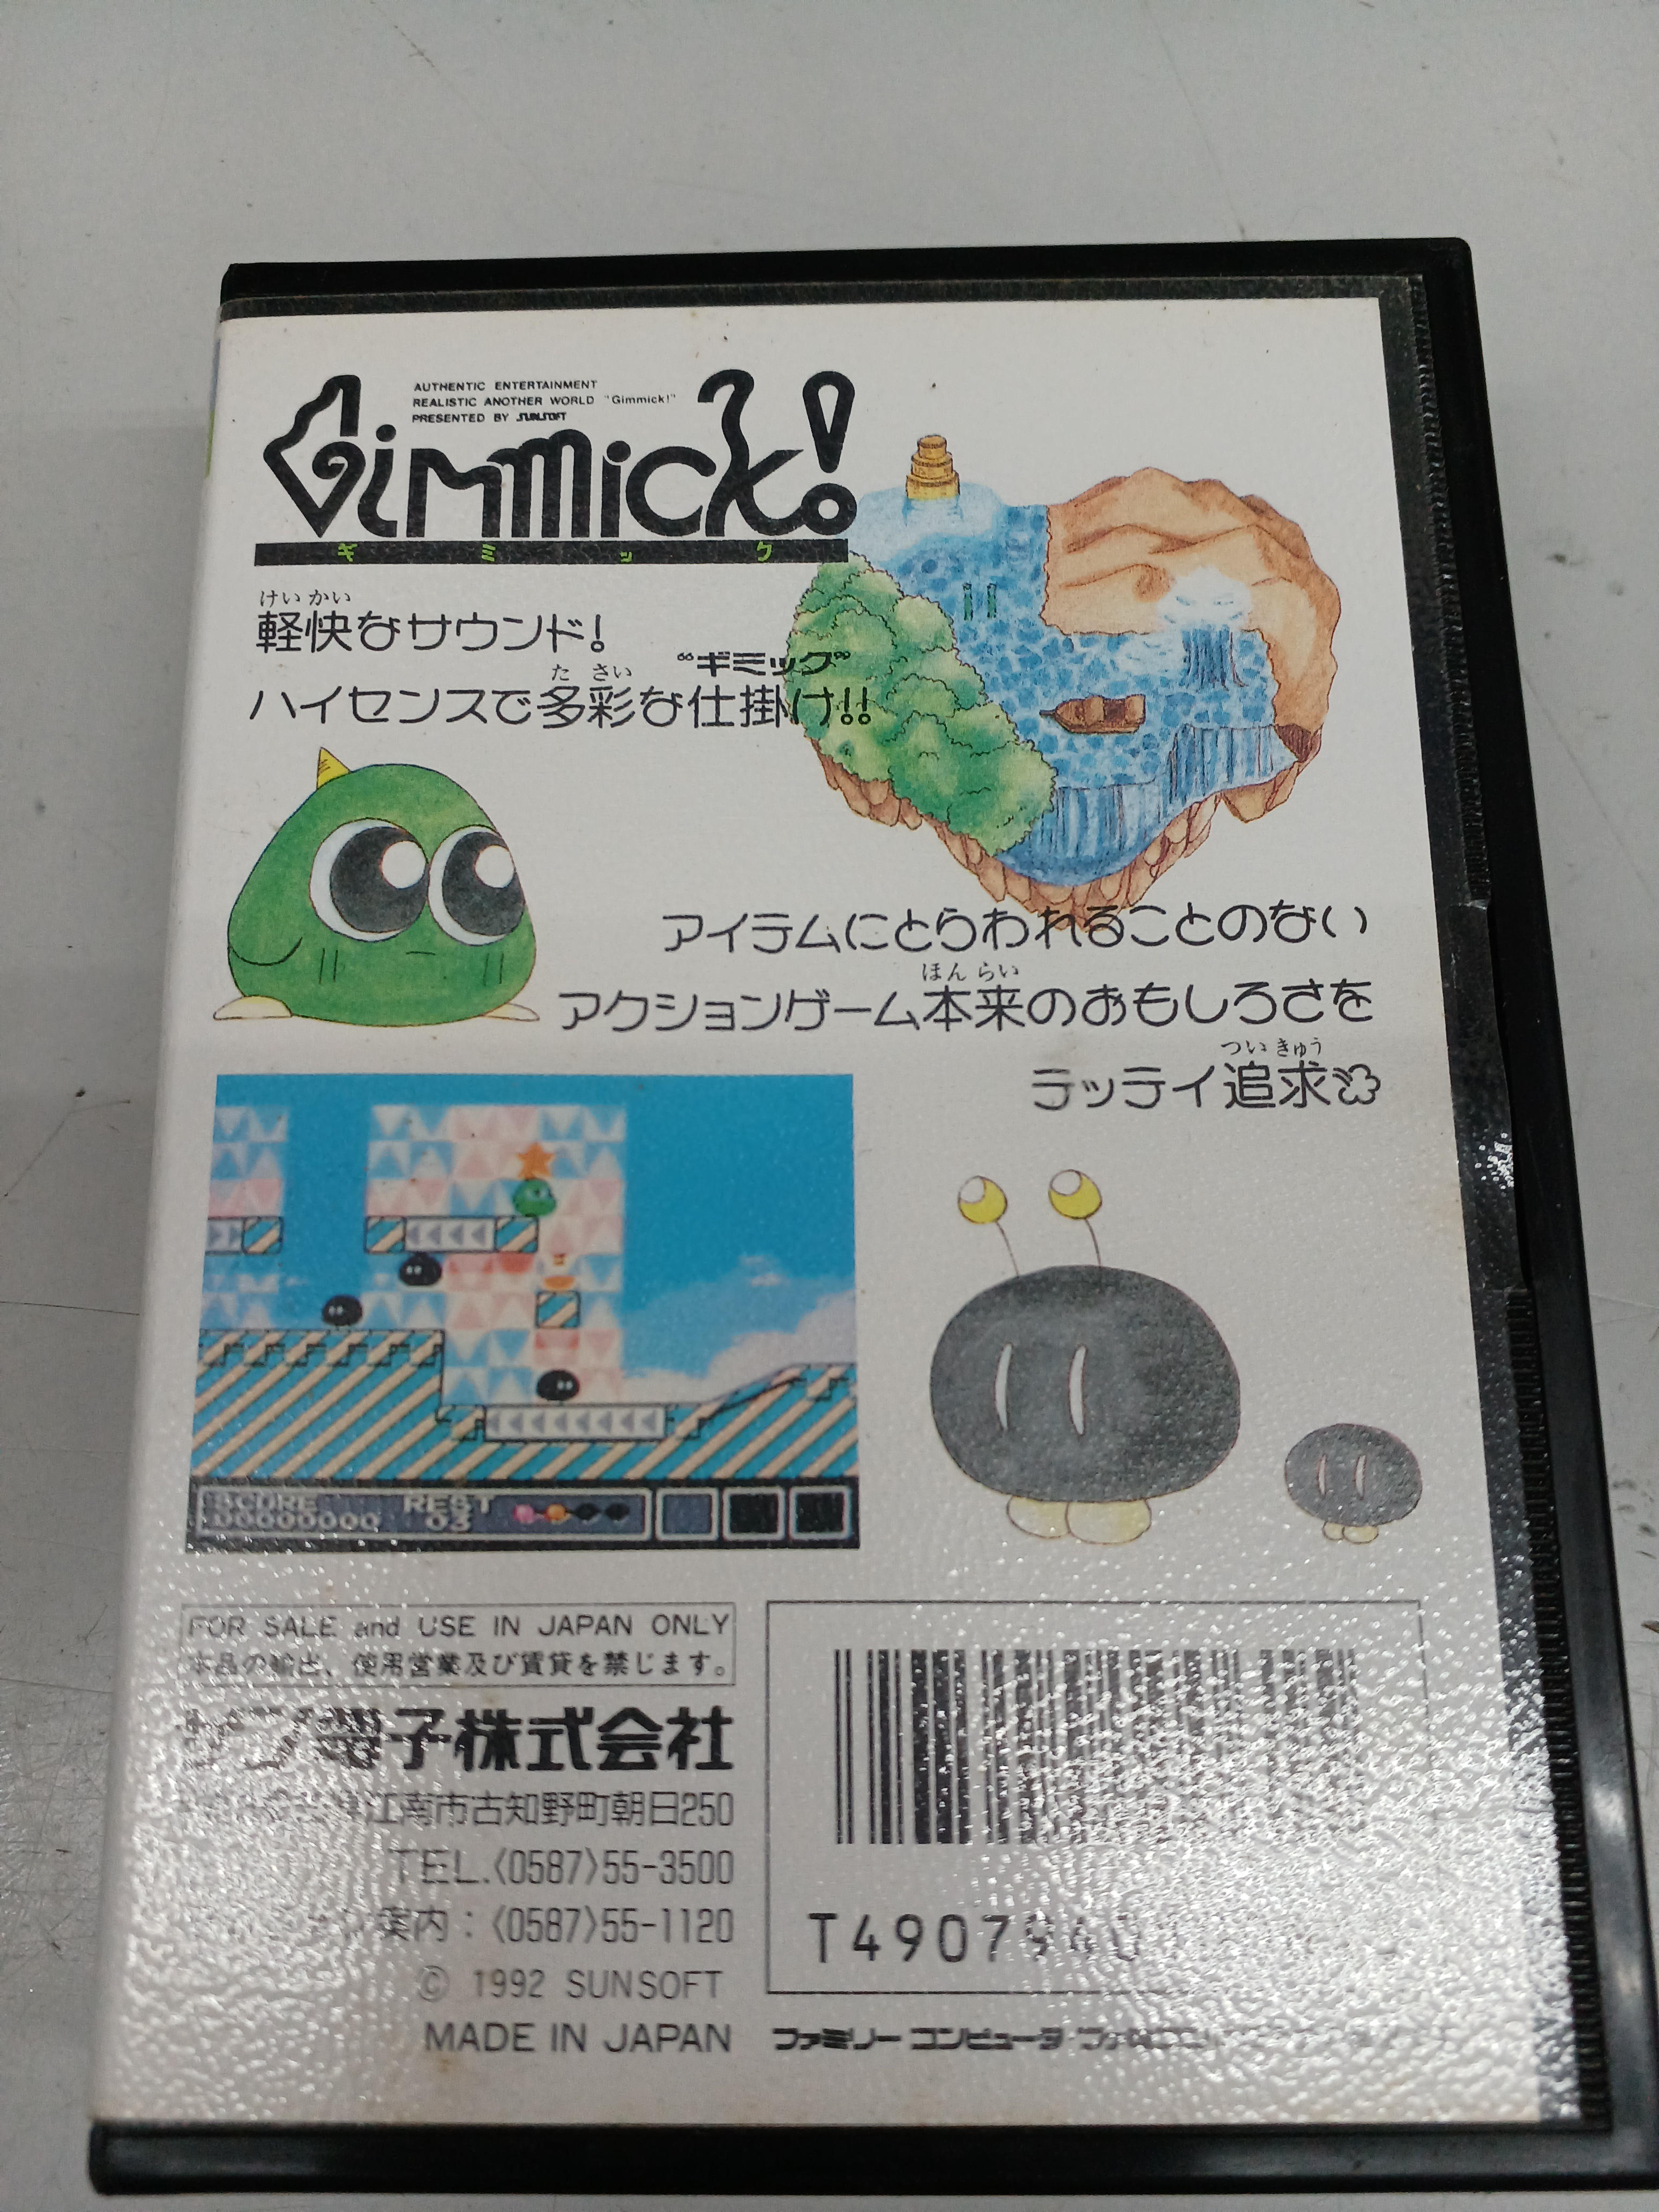 AUTHENTIC ENTERTAINMENT
REALISTIC ANOTHER WORLD "Gimmick!"
PRESENTED BY SUNSOFT
Gimmick!
ギミック
けいかい
軽快なサウンド!
たさい "ギミック"
ハイセンスで多彩な仕掛け!!
アイテムにとらわれることのない
ほんらい
アクションゲーム本来のおもしろさを
ついきゅう
テッテイ追求
SCORE REST
00000000 03
FOR SALE and USE IN JAPAN ONLY
本品の輸出、使用営業及び賃貸を禁じます。
サン電子株式会社
江南市古知野町朝日250
TEL.〈0587〉55-3500
案内:〈0587〉55-1120
© 1992 SUNSOFT
MADE IN JAPAN
T4907940
ファミリーコンピュータ